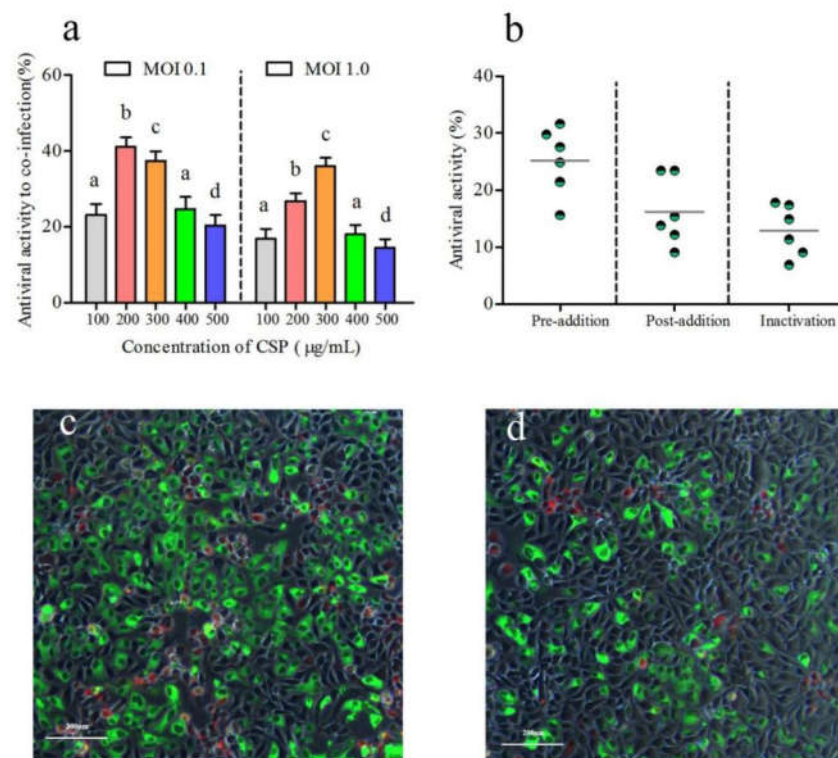 a
Antiviral activity to co-infection(%)
60
40
20
0
MOI 0.1
MOI 1.0
a
b
c
a
d
a
b
c
a
d
100 200 300 400 500 100 200 300 400 500
Concentration of CSP ( μg/mL)
b
Antiviral activity (%)
40
30
20
10
0
Pre-addition Post-addition Inactivation
c
200μm
d
200μm